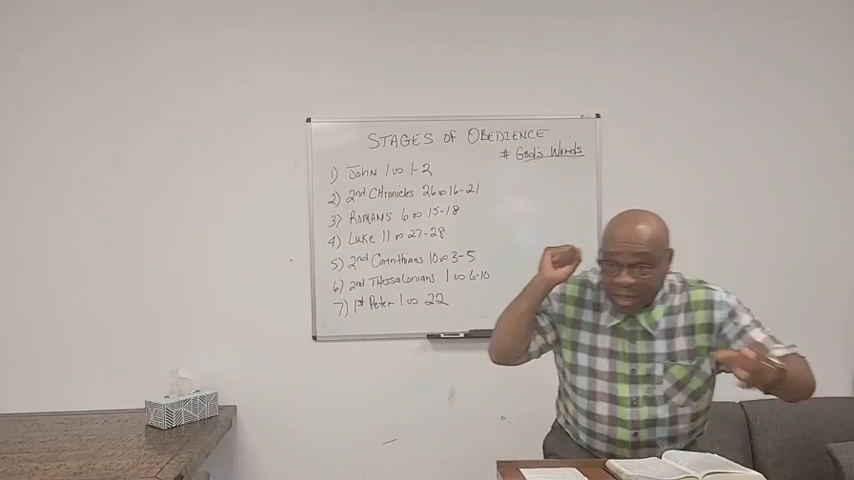 STAGES OF OBEDIENCE
# God's Words
1) John 1 vs 1-2
2) 2nd Chronicles 26 vs 16-21
3) ROMANS 6 vs 15-18
4) Luke 11 vs 27-28
5) 2nd Corinthians 10 vs 3-5
6) 2nd Thessalonians 1 vs 6-10
7) 1st Peter 1 vs 22